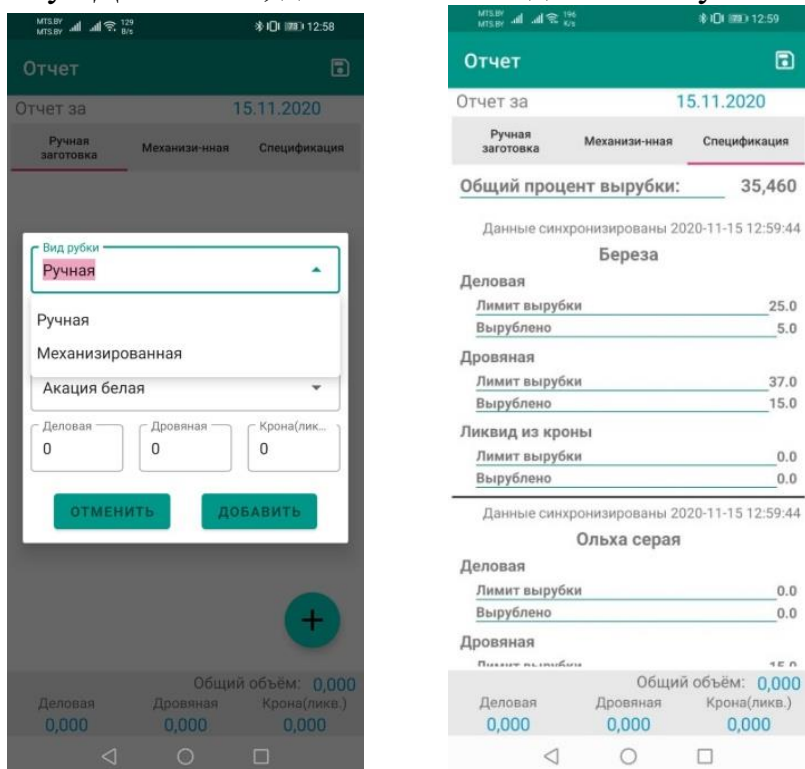 MTS.BY
MTS.BY
129
B/s
12:58
Отчет
Отчет за 15.11.2020
Ручная
заготовка
Механизи-нная
Спецификация
Вид рубки
Ручная
Ручная
Механизированная
Акация белая
Деловая
0
Дровяная
0
Крона(лик...
0
ОТМЕНИТЬ
ДОБАВИТЬ
+
Общий объём: 0,000
Деловая Дровяная Крона(ликв.)
0,000 0,000 0,000
MTS.BY
MTS.BY
196
K/s
12:59
Отчет
Отчет за 15.11.2020
Ручная
заготовка
Механизи-нная
Спецификация
Общий процент вырубки: 35,460
Данные синхронизированы 2020-11-15 12:59:44
Береза
Деловая
Лимит вырубки 25.0
Вырублено 5.0
Дровяная
Лимит вырубки 37.0
Вырублено 15.0
Ликвид из кроны
Лимит вырубки 0.0
Вырублено 0.0
Данные синхронизированы 2020-11-15 12:59:44
Ольха серая
Деловая
Лимит вырубки 0.0
Вырублено 0.0
Дровяная
Лимит вырубки 15.0
Общий объём: 0,000
Деловая Дровяная Крона(ликв.)
0,000 0,000 0,000